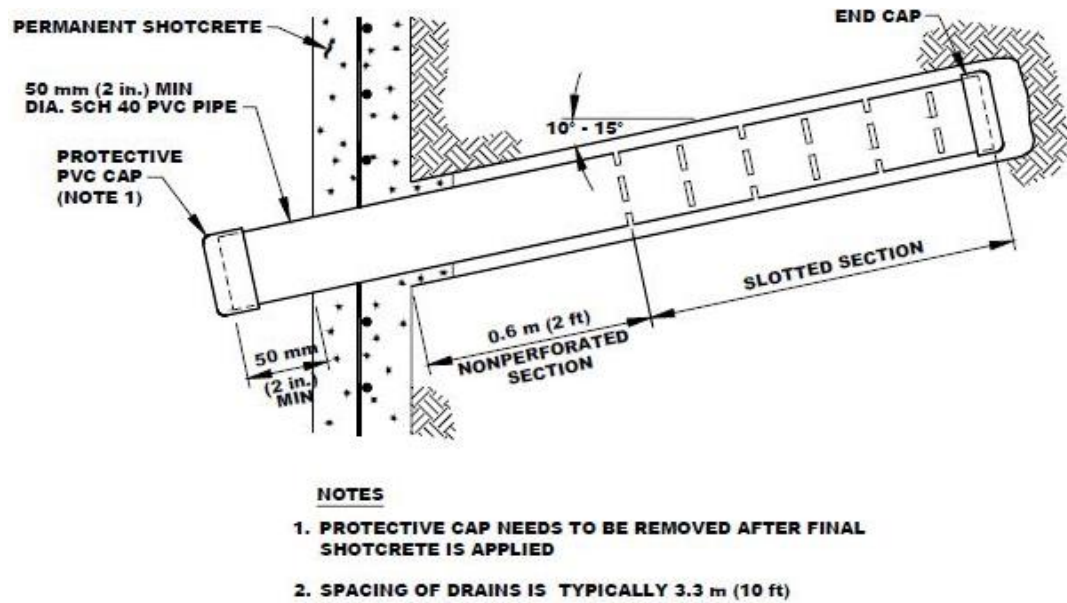 PERMANENT SHOTCRETE
END CAP
50 mm (2 in.) MIN
DIA. SCH 40 PVC PIPE
10° - 15°
PROTECTIVE
PVC CAP
(NOTE 1)
SLOTTED SECTION
0.6 m (2 ft)
NONPERFORATED
SECTION
50 mm
(2 in.)
MIN
NOTES
1. PROTECTIVE CAP NEEDS TO BE REMOVED AFTER FINAL
SHOTCRETE IS APPLIED
2. SPACING OF DRAINS IS TYPICALLY 3.3 m (10 ft)